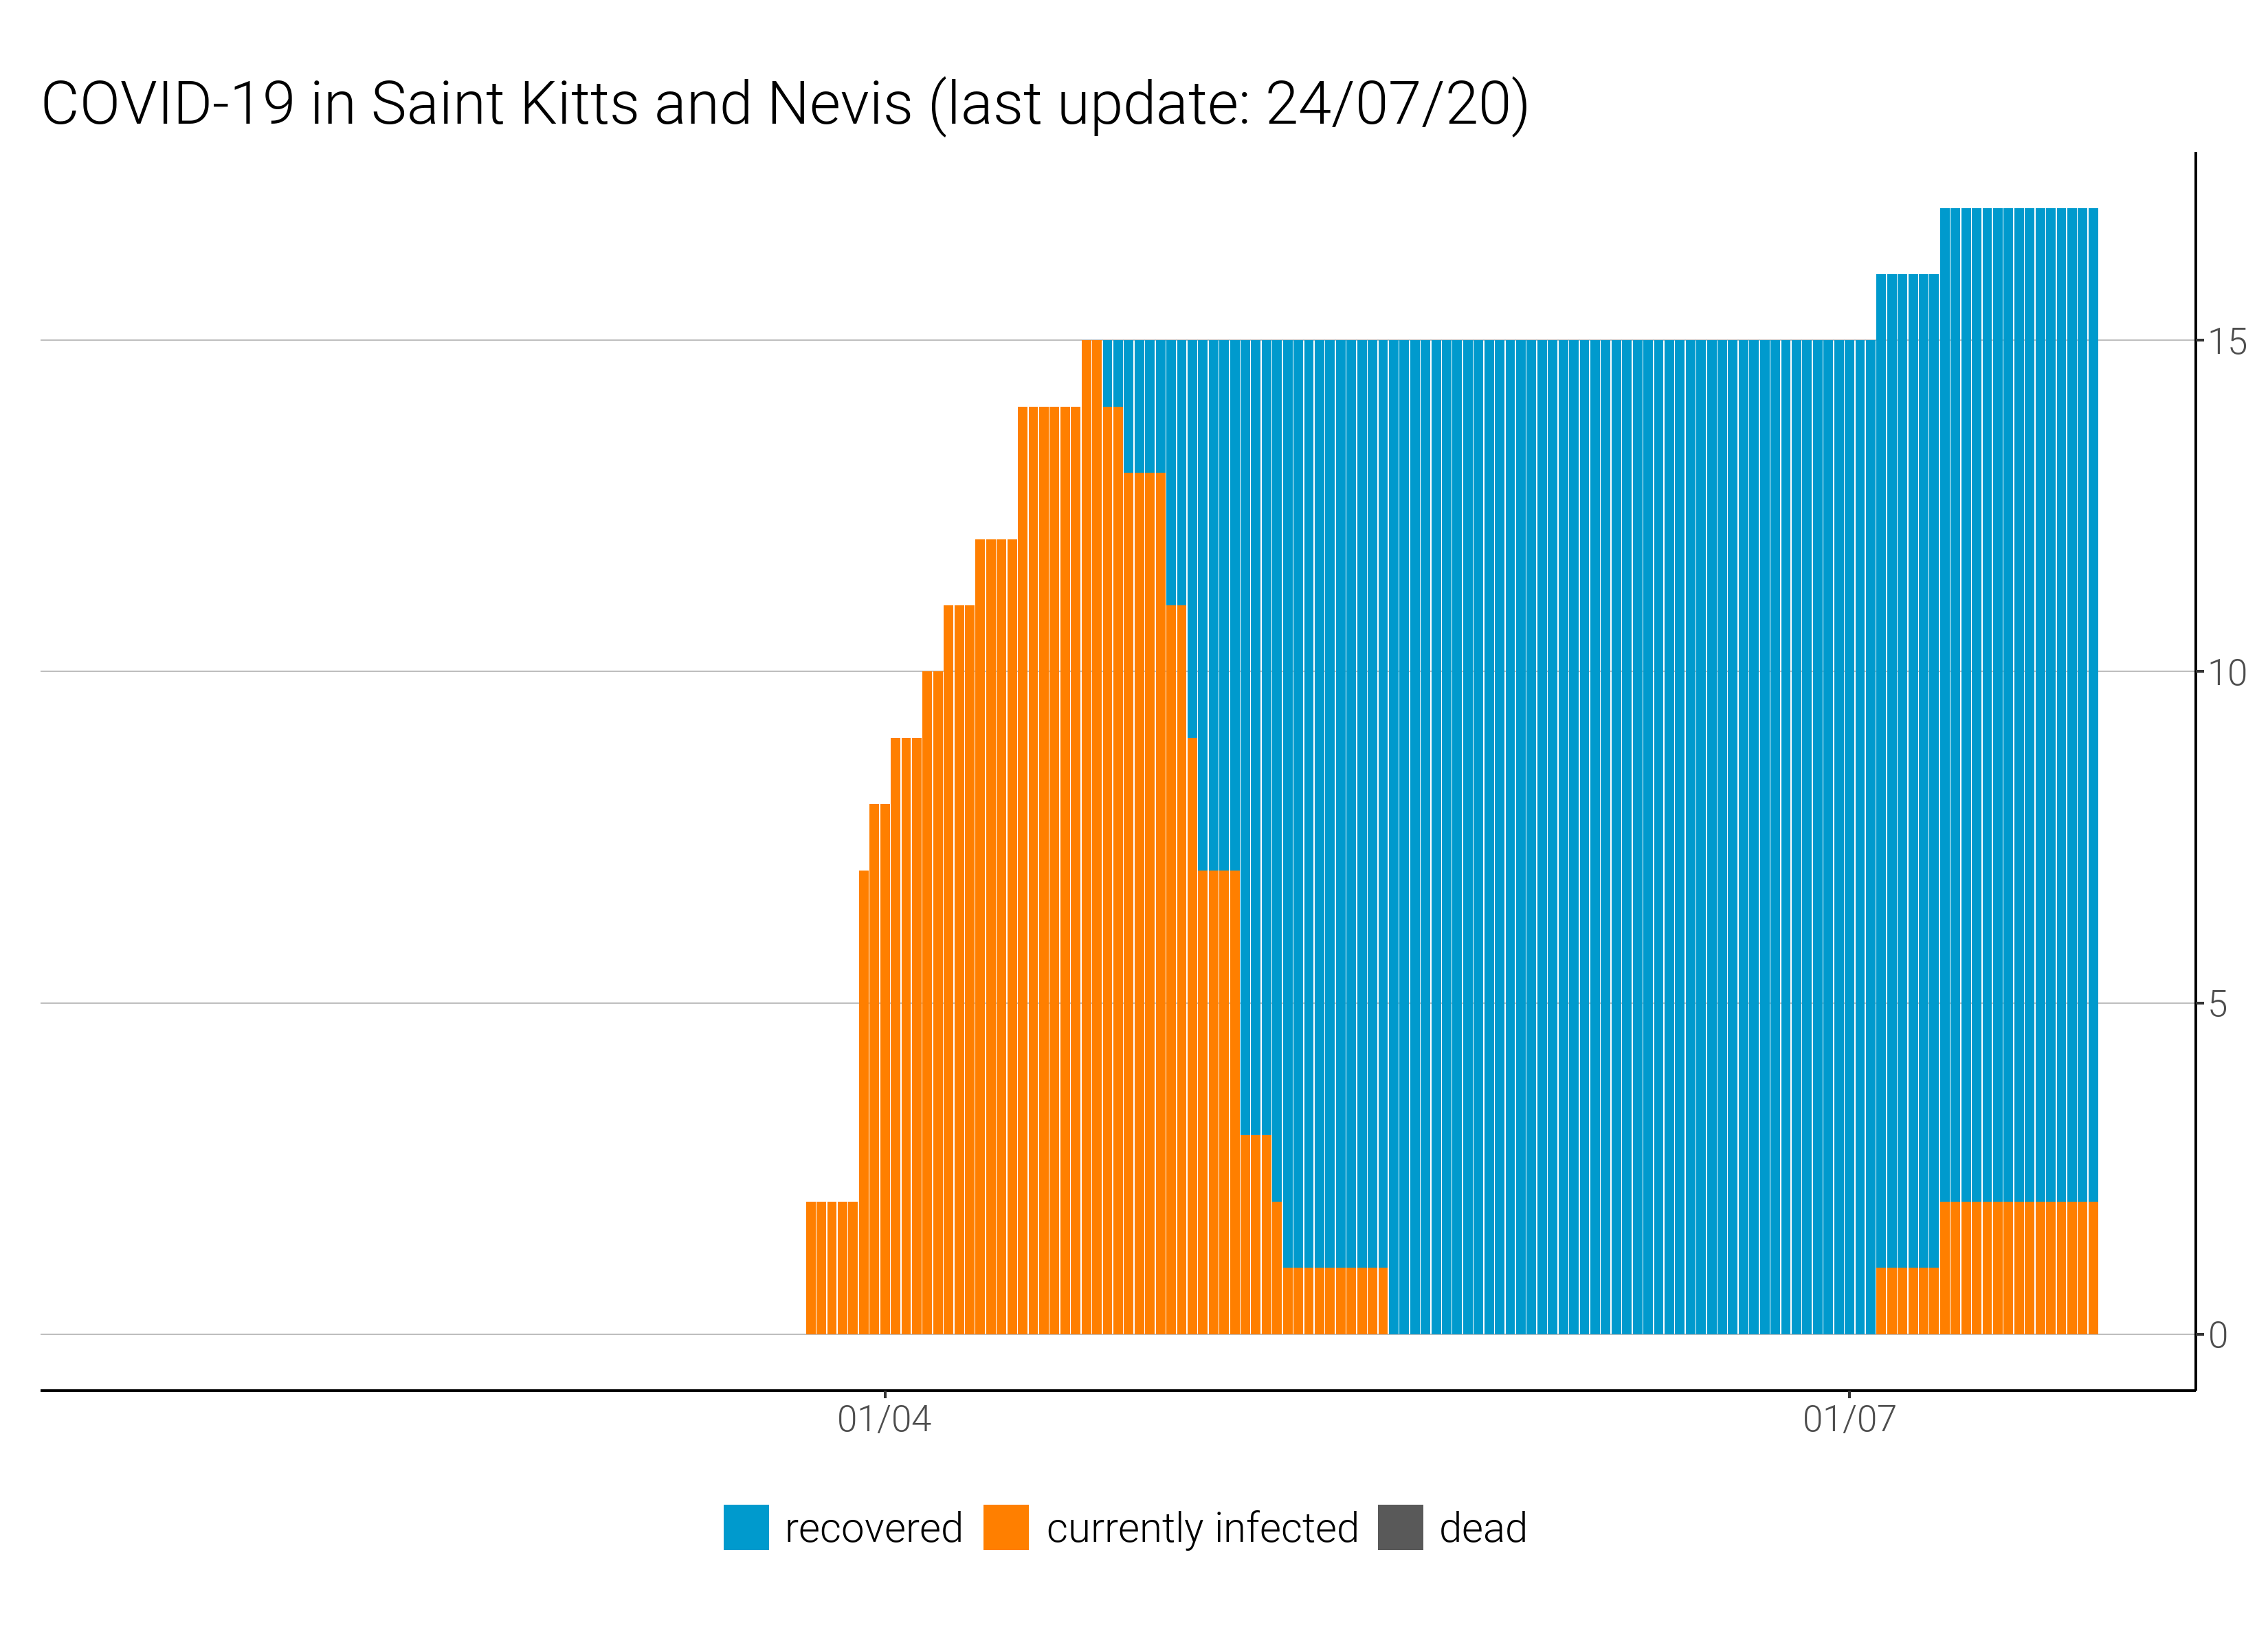 COVID-19 in Saint Kitts and Nevis (last update: 24/07/20)
15
10
5
0
01/04 01/07
recovered currently infected dead